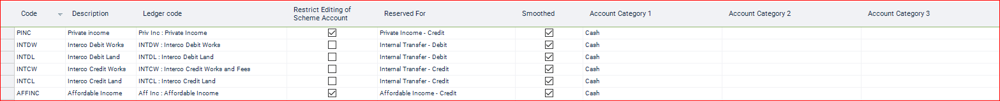 Code Description Ledger code Restrict Editing of Scheme Account Reserved For Smoothed Account Category 1 Account Category 2 Account Category 3
PINC Private income Priv Inc : Private Income Private Income - Credit Cash
INTDW Interco Debit Works INTDW : Interco Debit Works Internal Transfer - Debit Cash
INTDL Interco Debit Land INTDL : Interco Debit Land Internal Transfer - Debit Cash
INTCW Interco Credit Works INTCW : Interco Credit Works and Fees Internal Transfer - Credit Cash
INTCL Interco Credit Land INTCL : Interco Credit Land Internal Transfer - Credit Cash
AFFINC Affordable Income Aff Inc : Affordable Income Affordable Income - Credit Cash